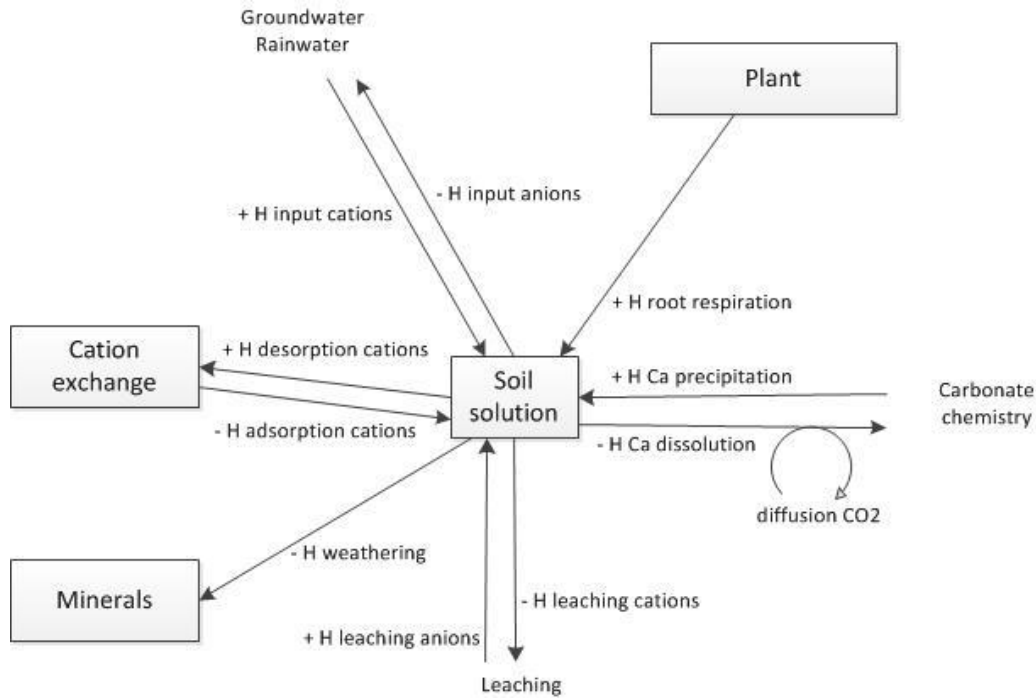 Groundwater
Rainwater
Plant
- H input anions
+ H input cations
+ H root respiration
Cation
exchange
+ H desorption cations
- H adsorption cations
Soil
solution
+ H Ca precipitation
- H Ca dissolution
Carbonate
chemistry
diffusion CO2
Minerals
- H weathering
- H leaching cations
+ H leaching anions
Leaching